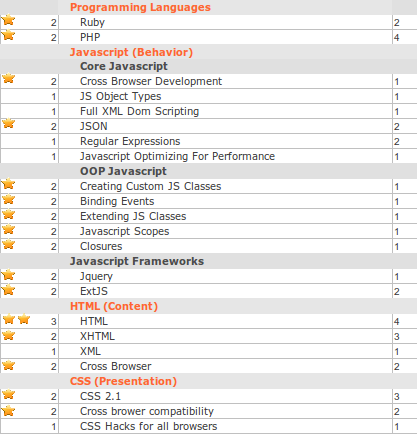 Programming Languages
2 Ruby 2
2 PHP 4
Javascript (Behavior)
Core Javascript
2 Cross Browser Development 1
1 JS Object Types 1
1 Full XML Dom Scripting 1
2 JSON 2
1 Regular Expressions 2
1 Javascript Optimizing For Performance 1
OOP Javascript
2 Creating Custom JS Classes 1
2 Binding Events 1
2 Extending JS Classes 1
2 Javascript Scopes 1
2 Closures 1
Javascript Frameworks
2 Jquery 1
2 ExtJS 2
HTML (Content)
3 HTML 4
2 XHTML 3
1 XML 1
2 Cross Browser 2
CSS (Presentation)
2 CSS 2.1 3
2 Cross brower compatibility 2
1 CSS Hacks for all browsers 1